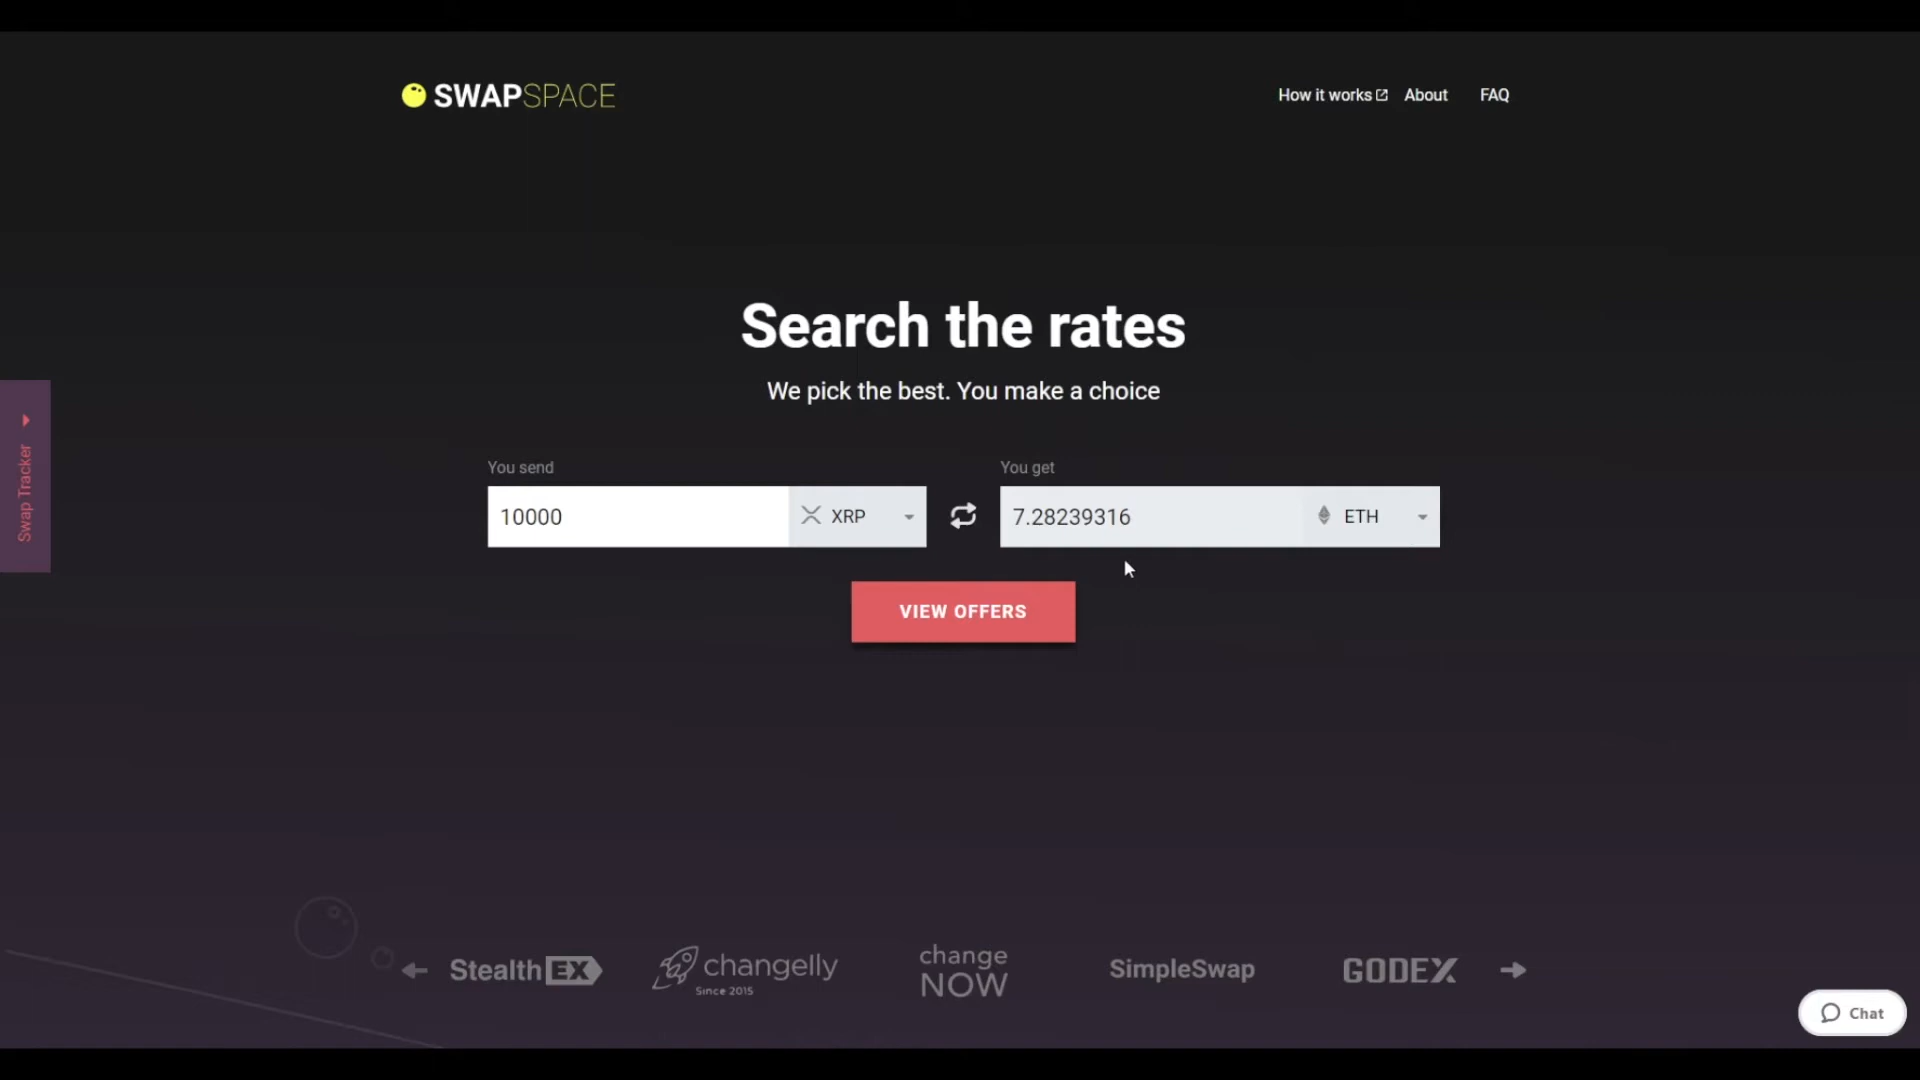 SWAPSPACE
How it works
About
FAQ
Search the rates
We pick the best. You make a choice
Swap Tracker
You send
You get
10000
XRP
7.28239316
ETH
VIEW OFFERS
StealthEX
changelly
Since 2015
change
NOW
SimpleSwap
GODEX
Chat